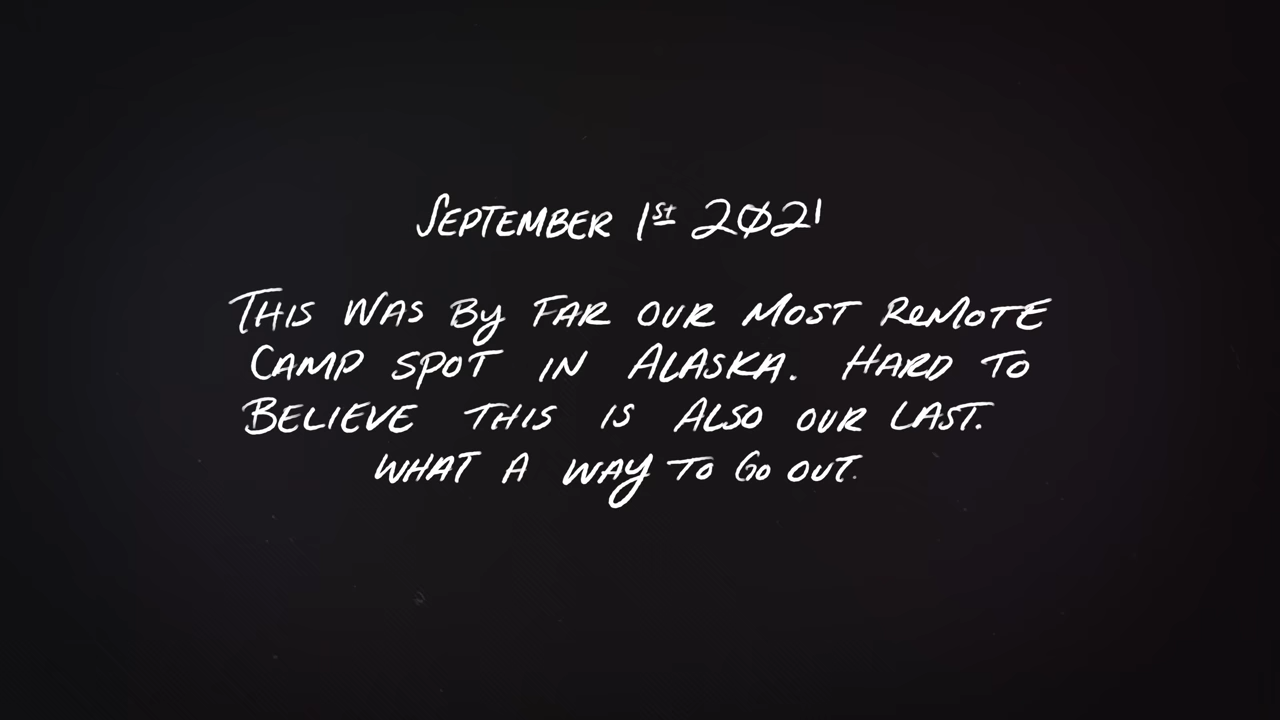 September 1st 2021
This was by far our most remote
camp spot in Alaska. Hard to
believe this is also our last.
What a way to go out.